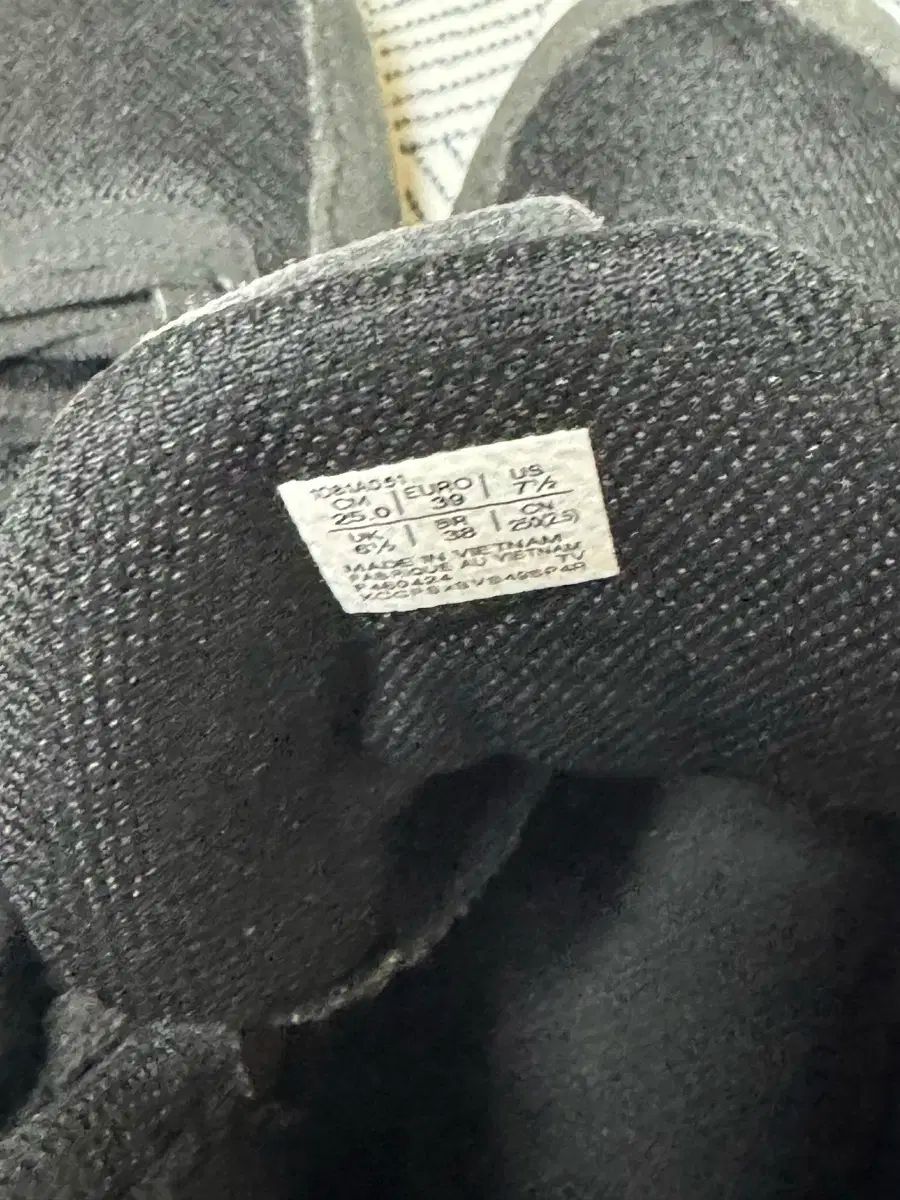 1081A051
CM | EURO | US
25.0 | 39 | 7½
UK | BR | CN
6½ | 38 | 250(2.5)
MADE IN VIETNAM
FABRIQUE AU VIETNAM
TV